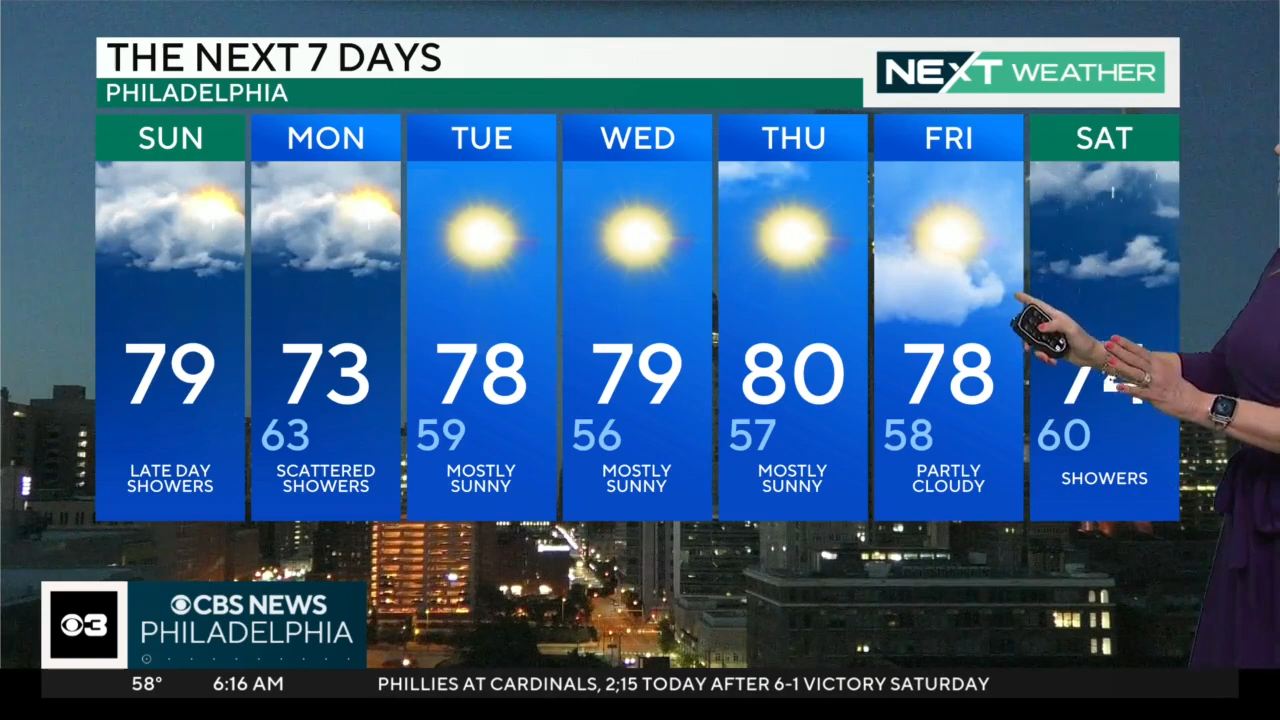 THE NEXT 7 DAYS
PHILADELPHIA
NEXT WEATHER
SUN MON TUE WED THU FRI SAT
79 73 78 79 80 78
63 59 56 57 58 60
LATE DAY SHOWERS
SCATTERED SHOWERS
MOSTLY SUNNY
MOSTLY SUNNY
MOSTLY SUNNY
PARTLY CLOUDY
SHOWERS
3
CBS NEWS
PHILADELPHIA
58° 6:16 AM PHILLIES AT CARDINALS, 2;15 TODAY AFTER 6-1 VICTORY SATURDAY